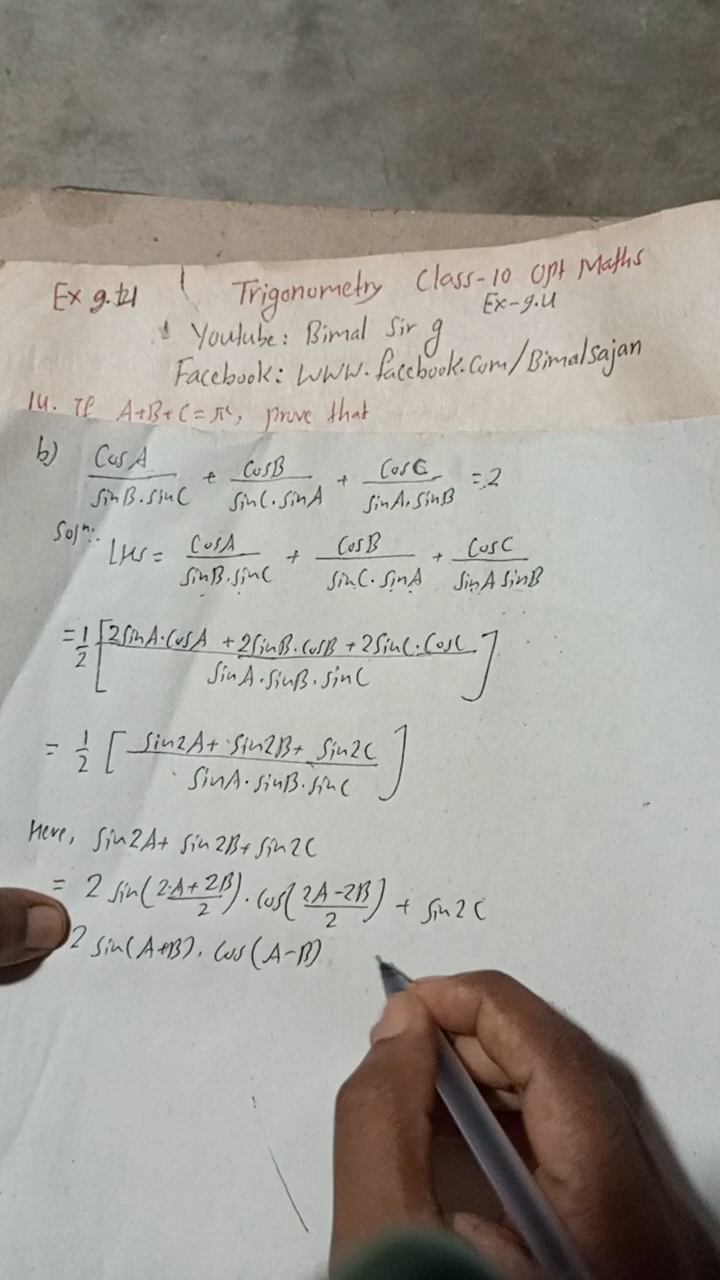 Ex 9.4 Trigonometry Class-10 Opt Maths
Ex-9.4
Youtube: Bimal Sir g
Facebook: WWW.facebook.com/Bimalsajan
14. If A+B+C=πᶜ, prove that
b) CosA/SinB.SinC + CosB/SinC.SinA + CosC/SinA.SinB = 2
Solⁿ:-
LHS = CosA/SinB.SinC + CosB/SinC.SinA + CosC/SinA SinB
= 1/2 [2SinA.CosA + 2SinB.CosB + 2SinC.CosC / SinA.SinB.SinC]
= 1/2 [Sin2A + Sin2B + Sin2C / SinA.SinB.SinC]
Here, Sin2A + Sin2B + Sin2C
= 2 Sin(2A+2B/2).Cos(2A-2B/2) + Sin2C
2 Sin(A+B).Cos(A-B)